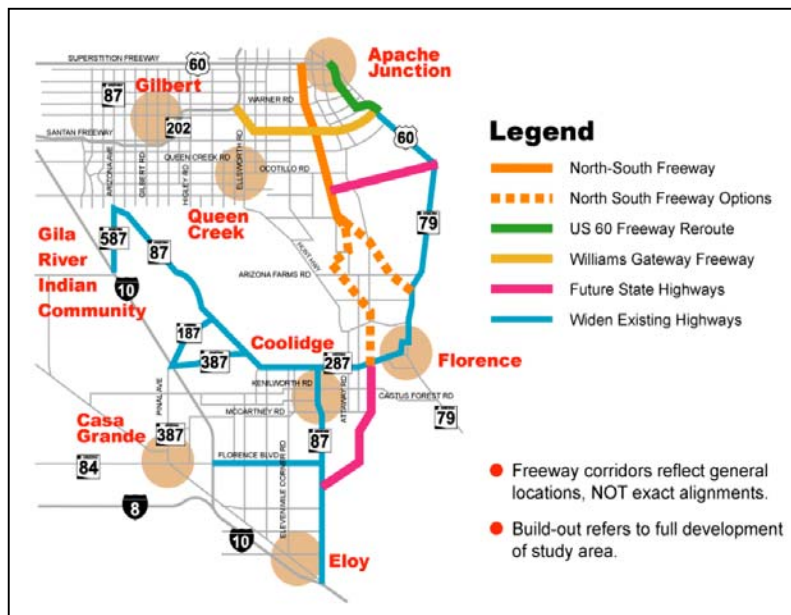 SUPERSTITION FREEWAY
60
Apache
Junction
Gilbert
87
WARNER RD
SANTAN FREEWAY
202
60
ARIZONA AVE
GILBERT RD
HIGLEY RD
ELLSWORTH RD
QUEEN CREEK RD
OCOTILLO RD
Queen
Creek
79
587
87
Gila
River
Indian
Community
10
HUNT HWY
ARIZONA FARMS RD
187
387
Coolidge
287
Florence
KENILWORTH RD
PINAL AVE
MCCARTNEY RD
ATTAWAY RD
CACTUS FOREST RD
79
Casa
Grande
387
87
84
FLORENCE BLVD
ELEVEN MILE CORNER RD
8
10
Eloy
Legend
North-South Freeway
North South Freeway Options
US 60 Freeway Reroute
Williams Gateway Freeway
Future State Highways
Widen Existing Highways
Freeway corridors reflect general
locations, NOT exact alignments.
Build-out refers to full development
of study area.